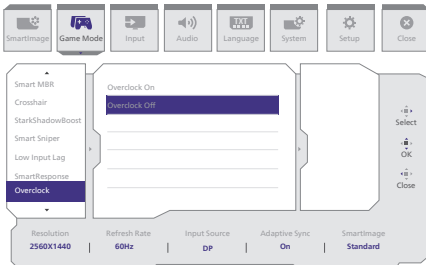 SmartImage
Game Mode
Input
Audio
TXT
Language
System
Setup
Close
Smart MBR
Crosshair
StarkShadowBoost
Smart Sniper
Low Input Lag
SmartResponse
Overclock
Overclock On
Overclock Off
Select
OK
Close
Resolution
2560X1440
Refresh Rate
60Hz
Input Source
DP
Adaptive Sync
On
SmartImage
Standard